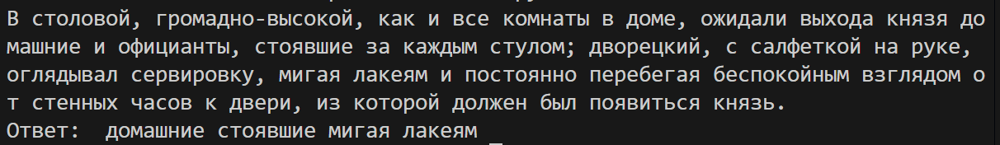 В столовой, громадно-высокой, как и все комнаты в доме, ожидали выхода князя до
машние и официанты, стоявшие за каждым стулом; дворецкий, с салфеткой на руке,
оглядывал сервировку, мигая лакеям и постоянно перебегая беспокойным взглядом о
т стенных часов к двери, из которой должен был появиться князь.
Ответ:  домашние стоявшие мигая лакеям